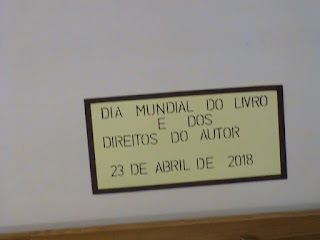 DIA MUNDIAL DO LIVRO
E DOS
DIREITOS DO AUTOR
23 DE ABRIL DE 2018